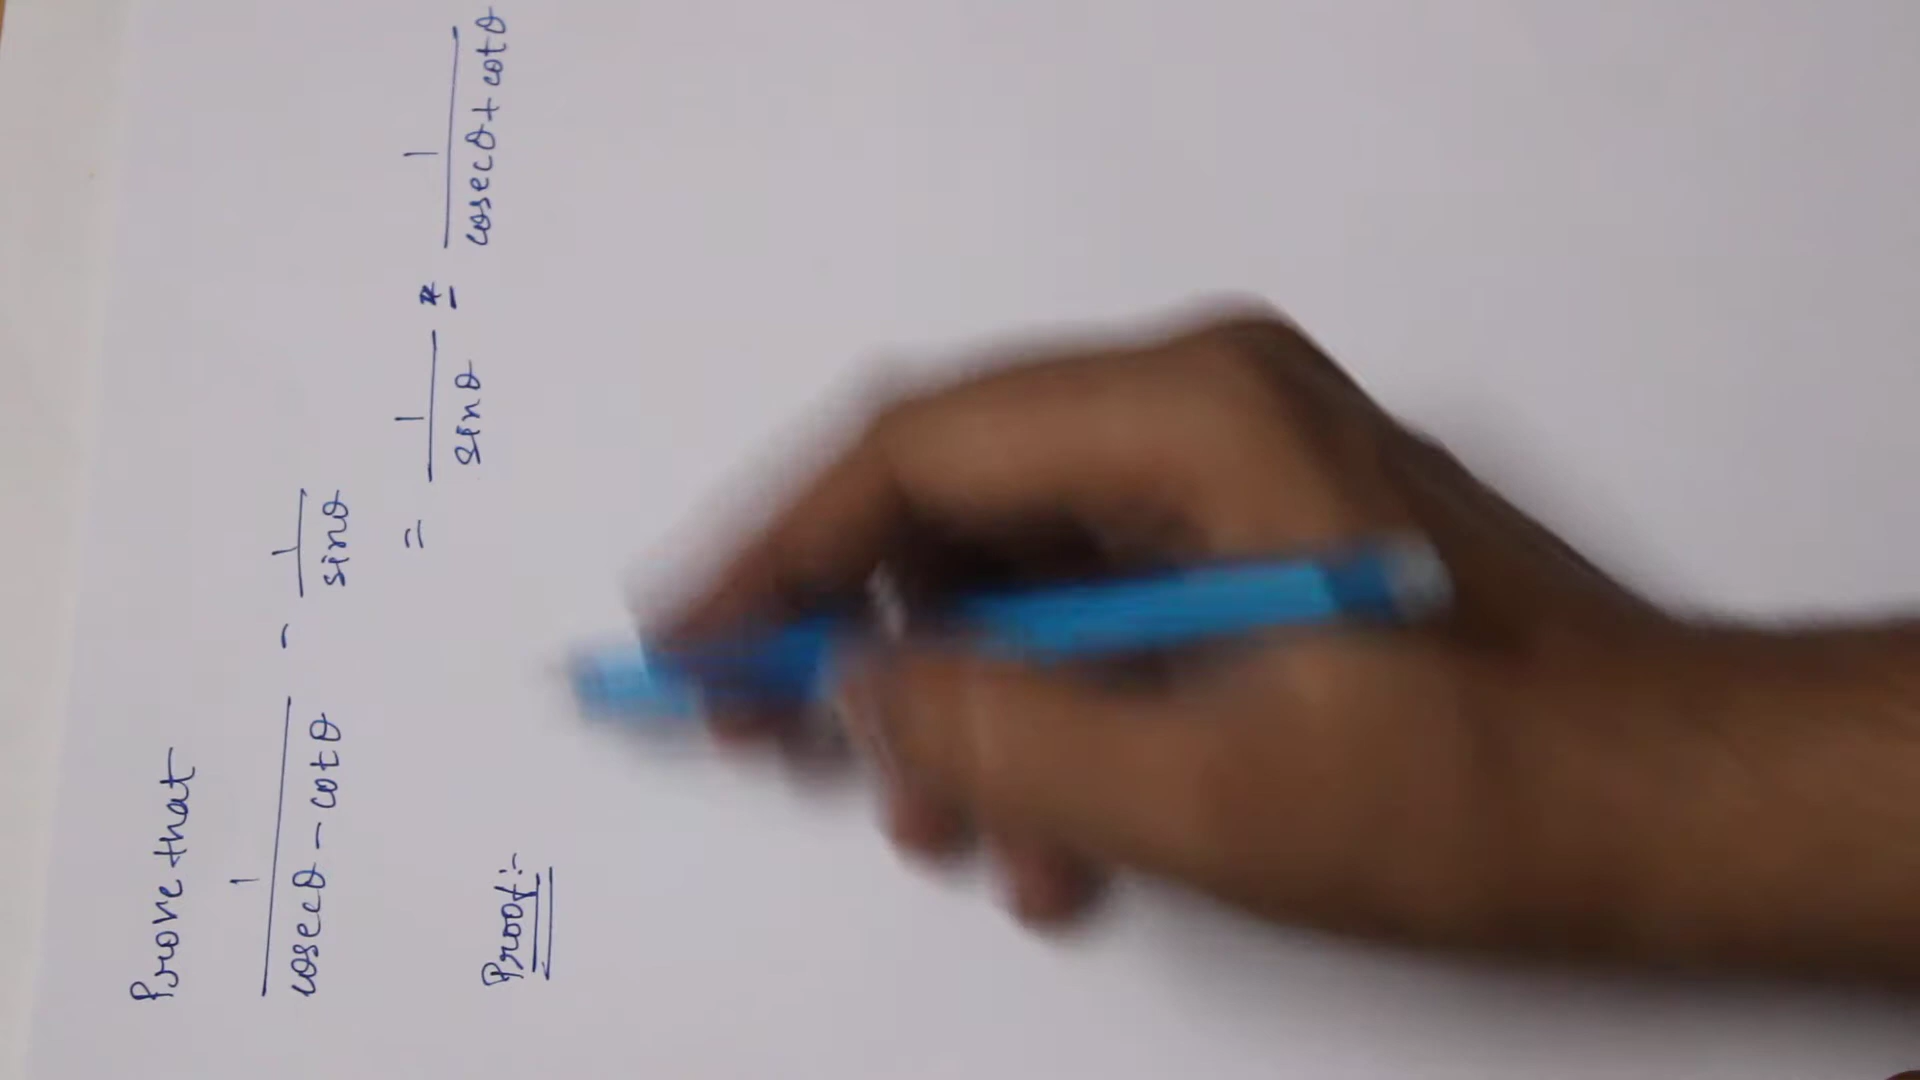 Prove that
1/(cosecθ - cotθ) - 1/sinθ
= 1/sinθ - 1/(cosecθ + cotθ)
Proof:-